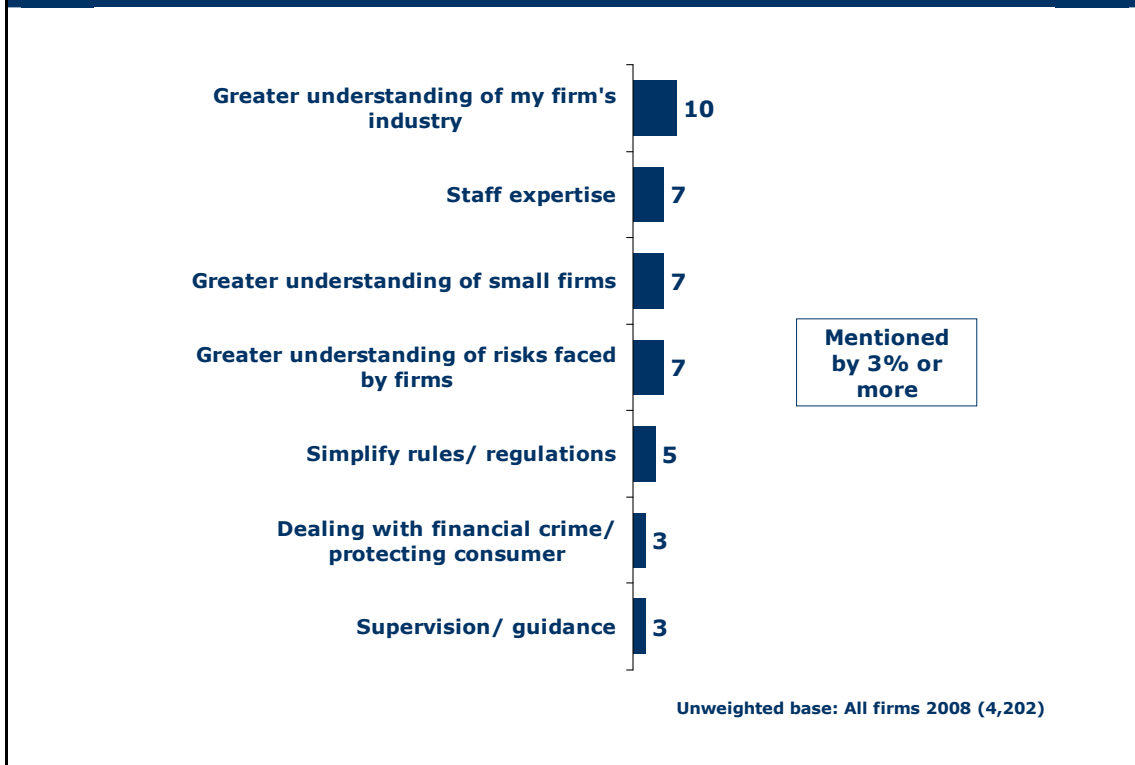 Greater understanding of my firm's
industry
10
Staff expertise
7
Greater understanding of small firms
7
Greater understanding of risks faced
by firms
7
Mentioned
by 3% or
more
Simplify rules/ regulations
5
Dealing with financial crime/
protecting consumer
3
Supervision/ guidance
3
Unweighted base: All firms 2008 (4,202)